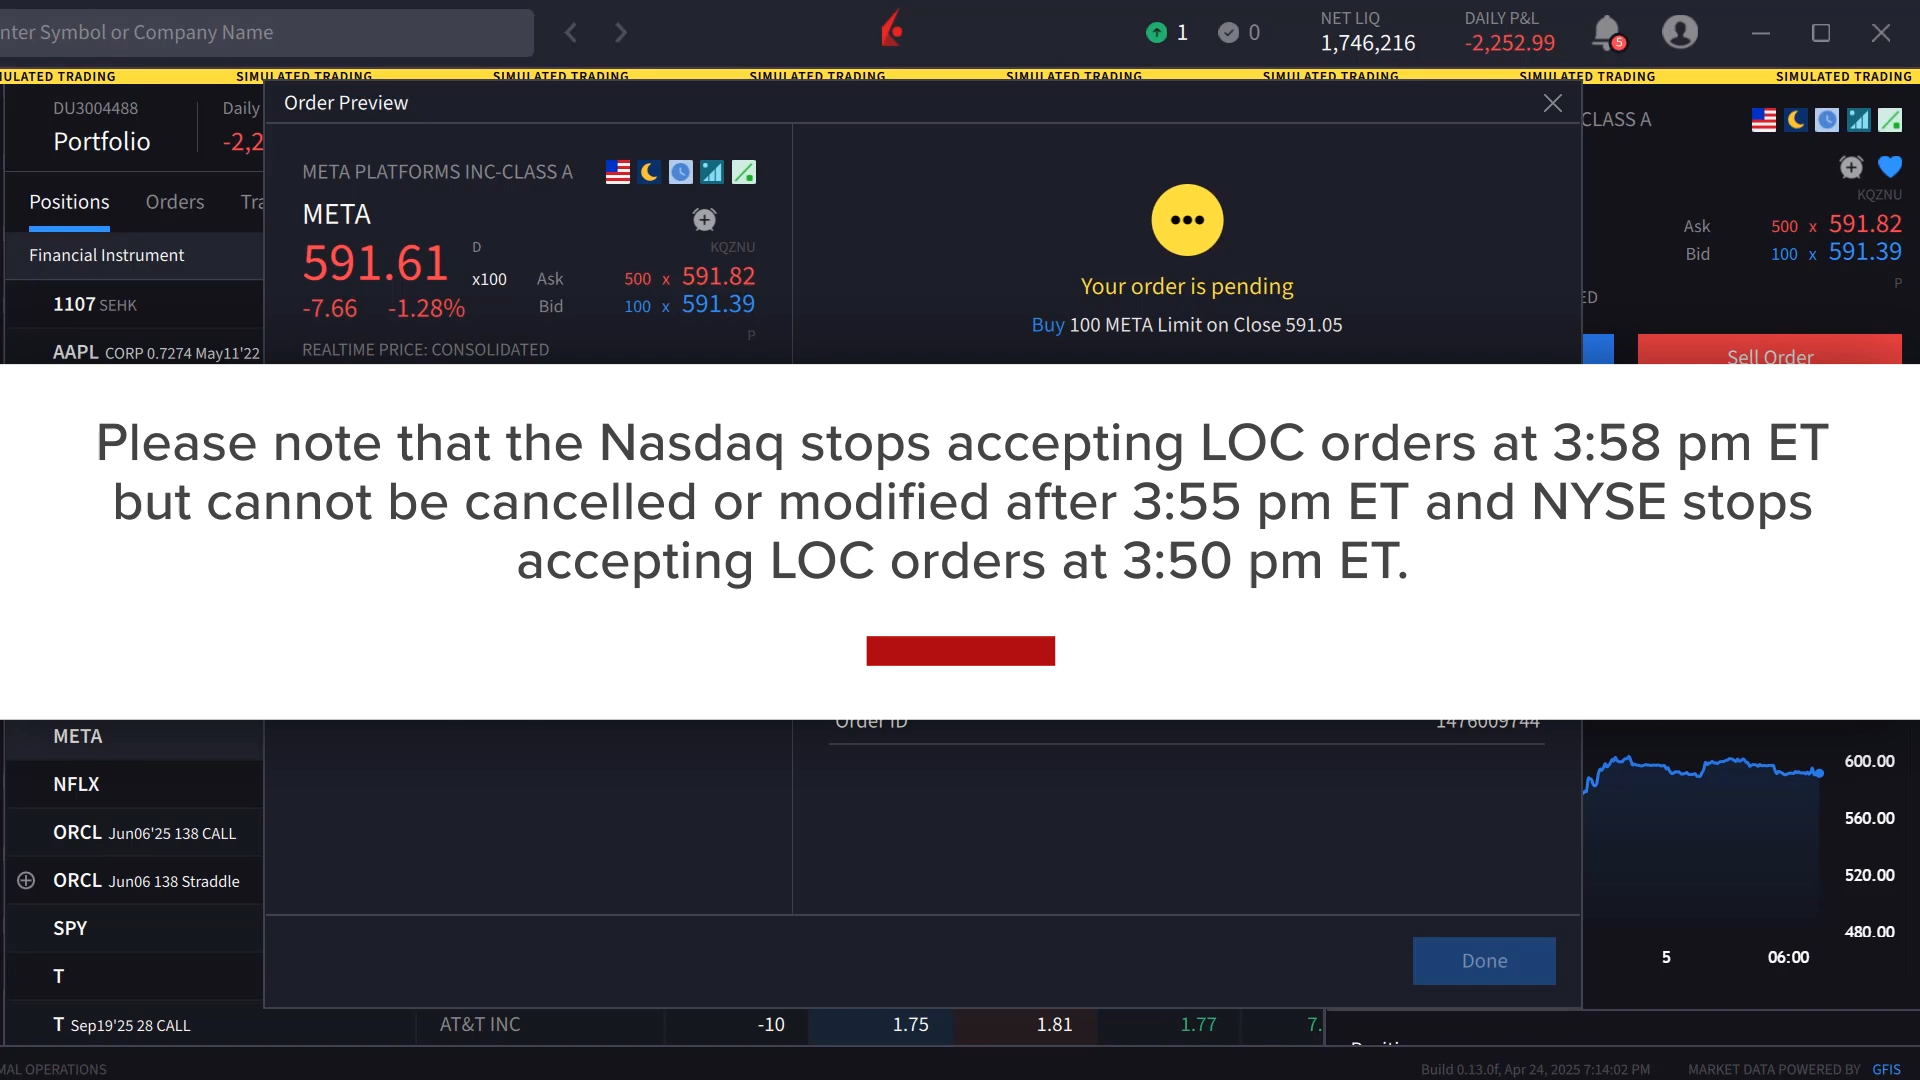 nter Symbol or Company Name
1
0
NET LIQ
1,746,216
DAILY P&L
-2,252.99
5
SIMULATED TRADING SIMULATED TRADING SIMULATED TRADING SIMULATED TRADING SIMULATED TRADING SIMULATED TRADING SIMULATED TRADING
DU3004488
Portfolio
Daily
-2,2
Positions Orders Tra
Financial Instrument
1107 SEHK
AAPL CORP 0.7274 May11'22
Order Preview
META PLATFORMS INC-CLASS A
META
KQZNU
591.61 D
x100
Ask 500 x 591.82
-7.66 -1.28%
Bid 100 x 591.39
P
REALTIME PRICE: CONSOLIDATED
Your order is pending
Buy 100 META Limit on Close 591.05
CLASS A
KQZNU
Ask 500 x 591.82
Bid 100 x 591.39
P
ED
Sell Order
Please note that the Nasdaq stops accepting LOC orders at 3:58 pm ET
but cannot be cancelled or modified after 3:55 pm ET and NYSE stops
accepting LOC orders at 3:50 pm ET.
Order ID 1476009744
META
NFLX
ORCL Jun06'25 138 CALL
ORCL Jun06 138 Straddle
SPY
T
T Sep19'25 28 CALL
AT&T INC -10 1.75 1.81 1.77 7.
Done
600.00
560.00
520.00
480.00
5 06:00
MAL OPERATIONS
Build 0.13.0f, Apr 24, 2025 7:14:02 PM
MARKET DATA POWERED BY GFIS